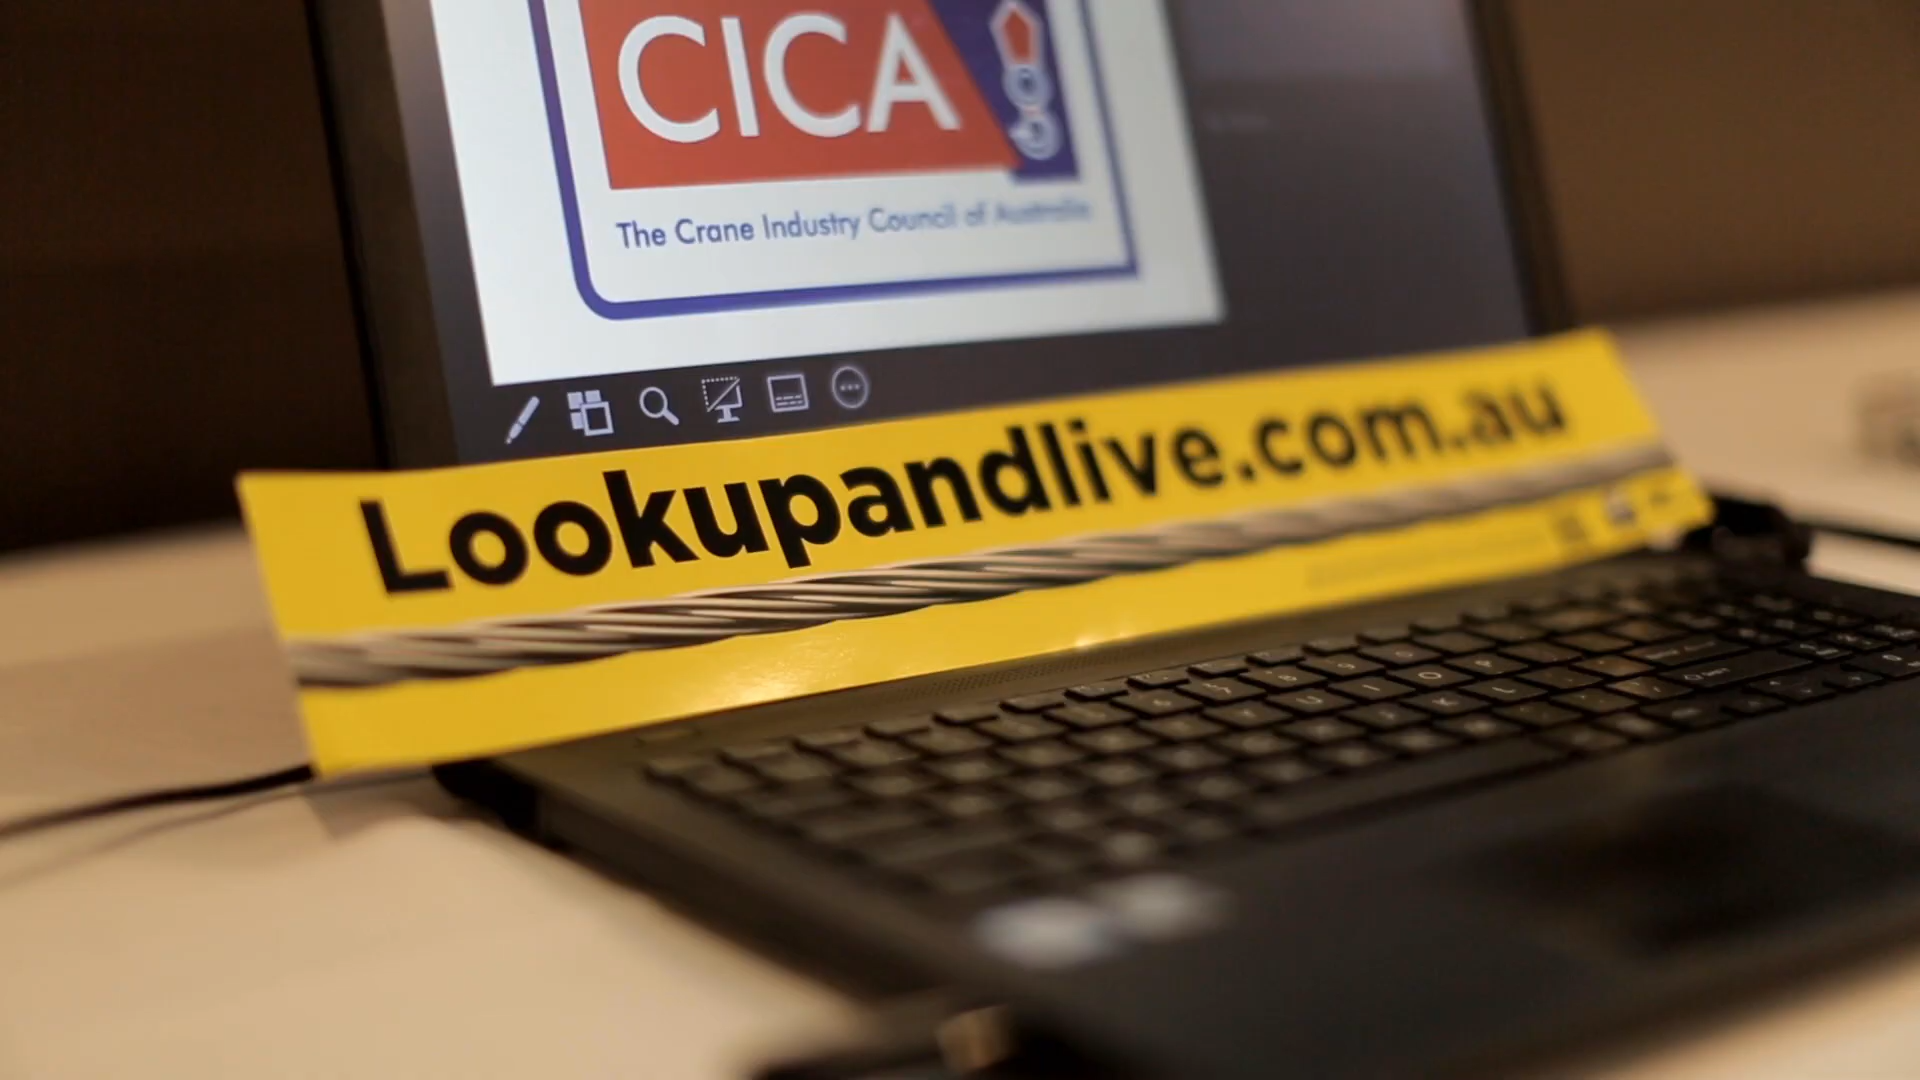 CICA
The Crane Industry Council of Australia
Lookupandlive.com.au